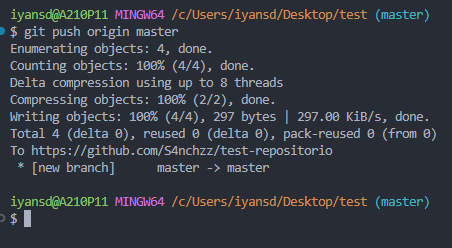 iyansd@A210P11 MINGW64 /c/Users/iyansd/Desktop/test (master)
$ git push origin master
Enumerating objects: 4, done.
Counting objects: 100% (4/4), done.
Delta compression using up to 8 threads
Compressing objects: 100% (2/2), done.
Writing objects: 100% (4/4), 297 bytes | 297.00 KiB/s, done.
Total 4 (delta 0), reused 0 (delta 0), pack-reused 0 (from 0)
To https://github.com/S4nchzz/test-repositorio
 * [new branch]      master -> master
iyansd@A210P11 MINGW64 /c/Users/iyansd/Desktop/test (master)
$